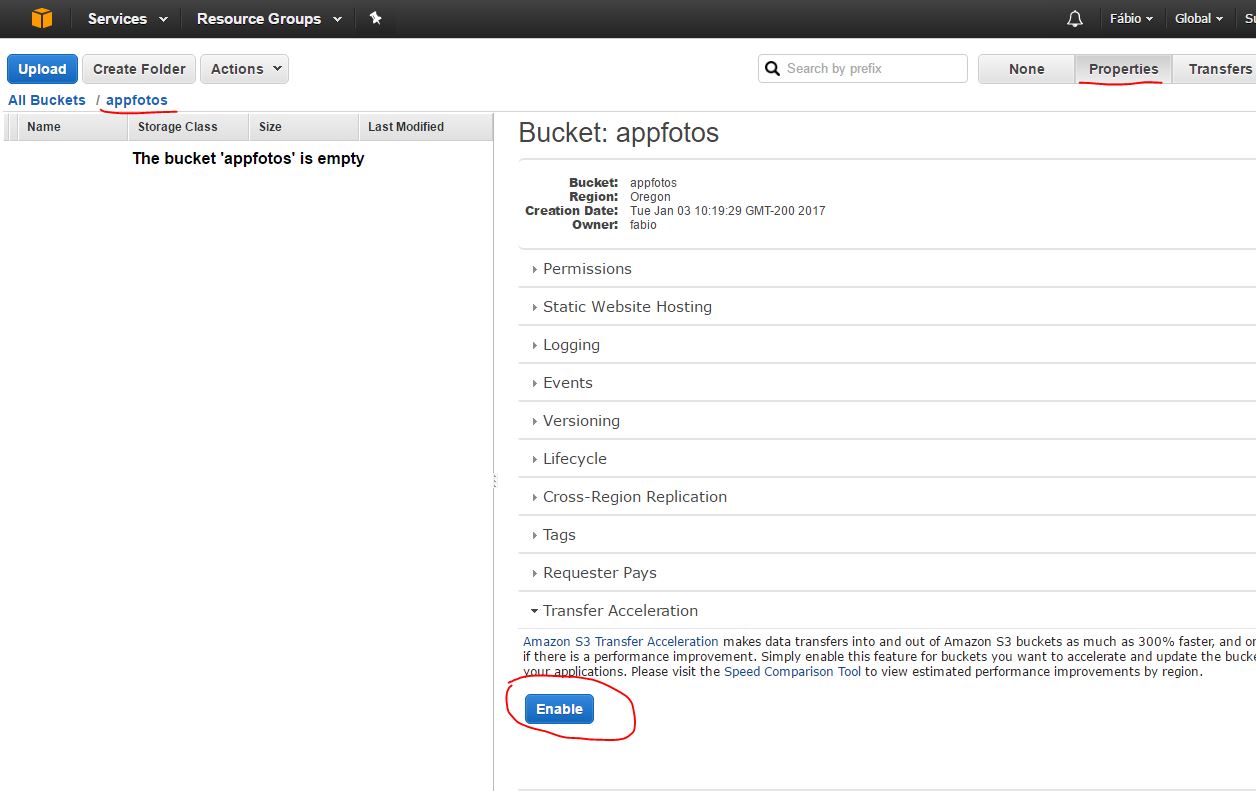 Services Resource Groups Fábio Global Su
Upload Create Folder Actions Search by prefix None Properties Transfers
All Buckets / appfotos
Name Storage Class Size Last Modified
The bucket 'appfotos' is empty
Bucket: appfotos
Bucket: appfotos
Region: Oregon
Creation Date: Tue Jan 03 10:19:29 GMT-200 2017
Owner: fabio
Permissions
Static Website Hosting
Logging
Events
Versioning
Lifecycle
Cross-Region Replication
Tags
Requester Pays
Transfer Acceleration
Amazon S3 Transfer Acceleration makes data transfers into and out of Amazon S3 buckets as much as 300% faster, and on
if there is a performance improvement. Simply enable this feature for buckets you want to accelerate and update the bucke
your applications. Please visit the Speed Comparison Tool to view estimated performance improvements by region.
Enable